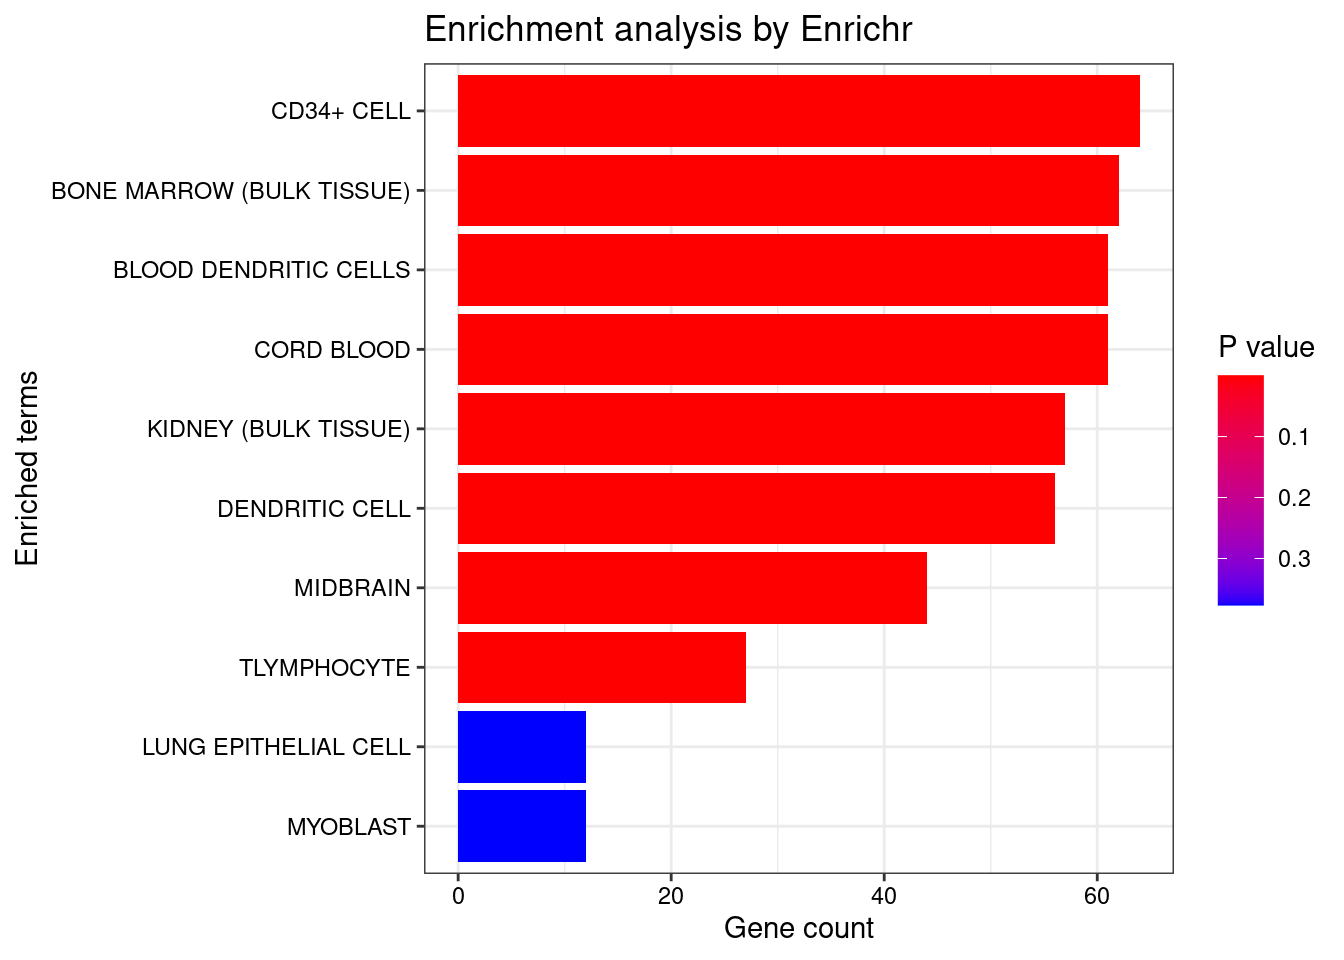 Enrichment analysis by Enrichr
Enriched terms
CD34+ CELL
BONE MARROW (BULK TISSUE)
BLOOD DENDRITIC CELLS
CORD BLOOD
KIDNEY (BULK TISSUE)
DENDRITIC CELL
MIDBRAIN
TLYMPHOCYTE
LUNG EPITHELIAL CELL
MYOBLAST
0 20 40 60
Gene count
P value
0.1
0.2
0.3